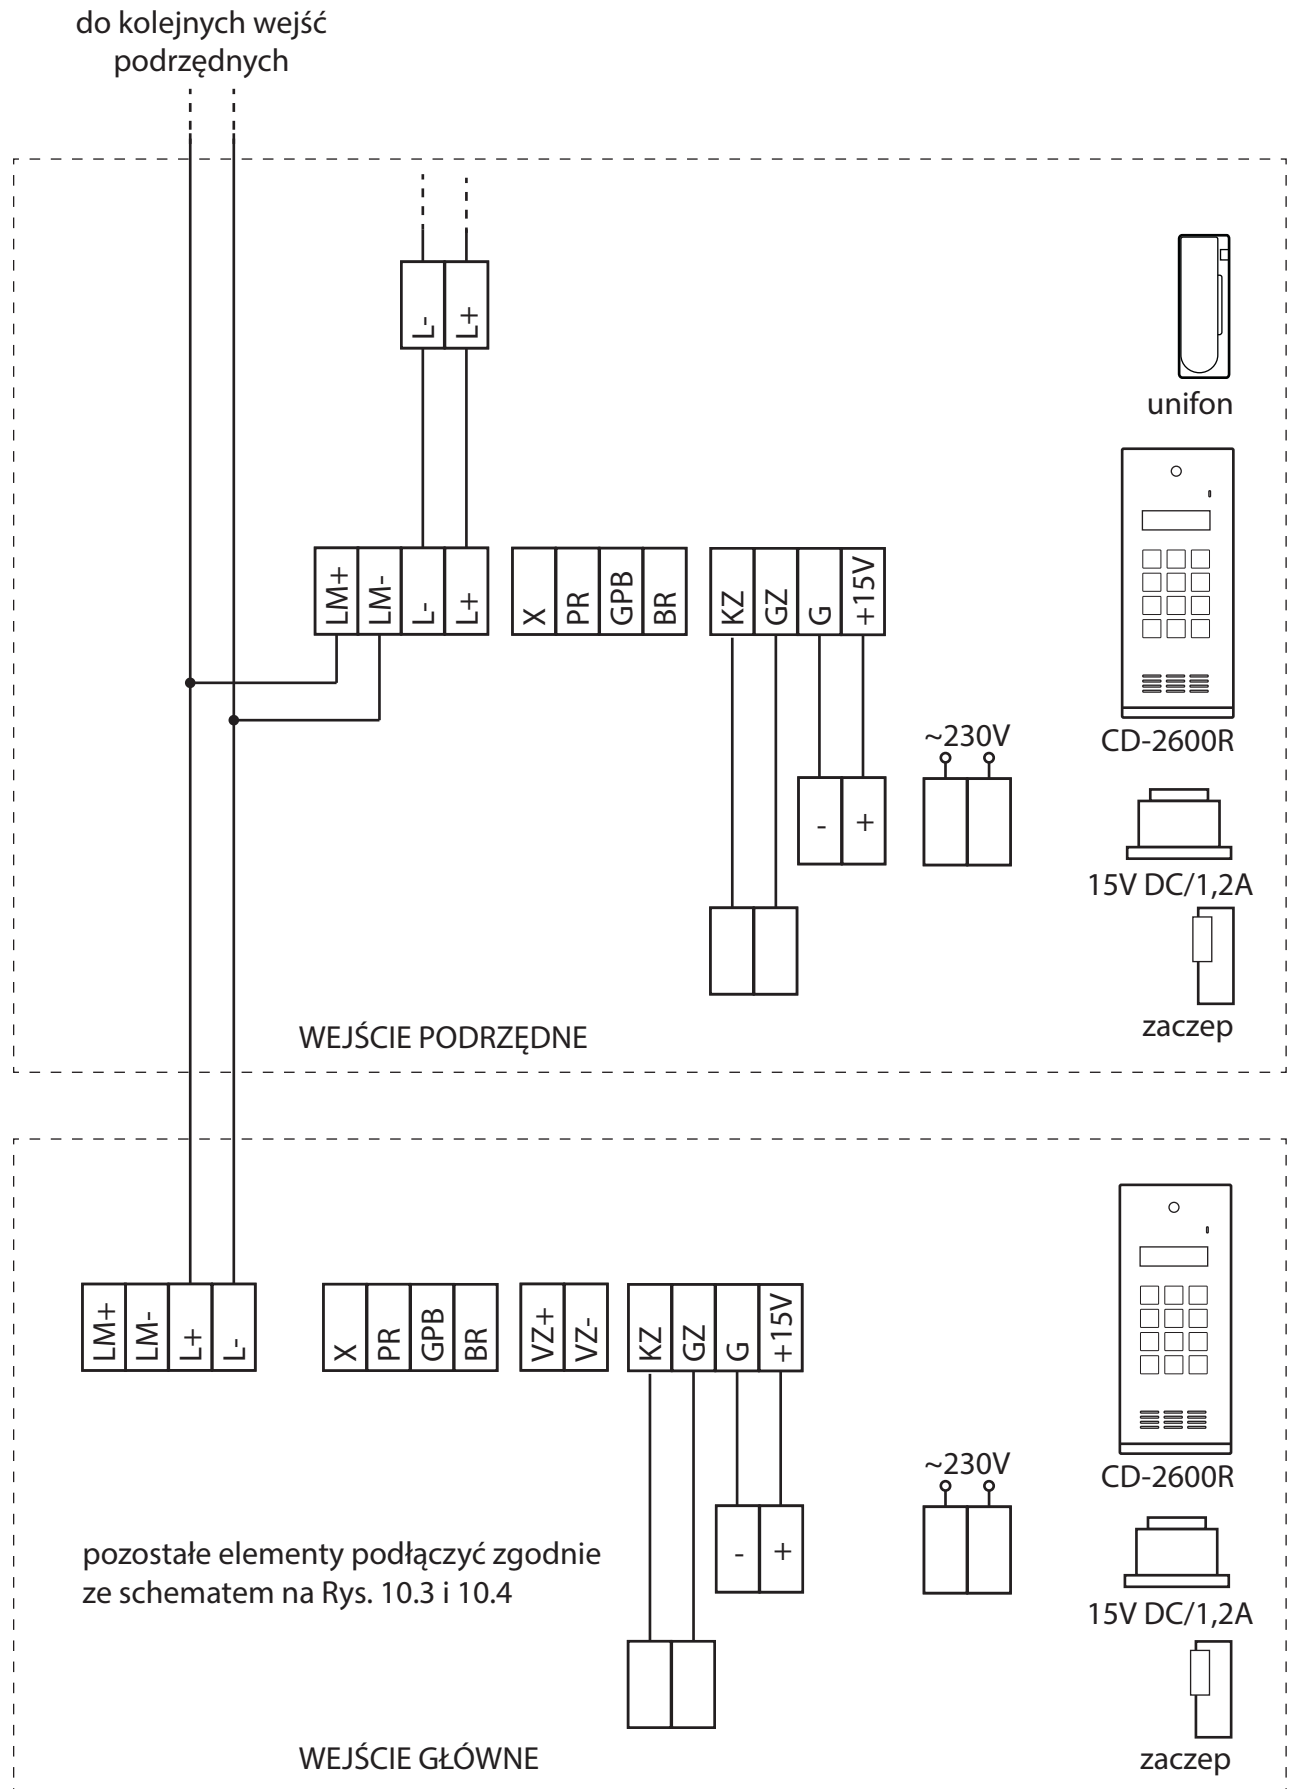 do kolejnych wejść
podrzędnych
L-
L+
unifon
LM+
LM-
L-
L+
X
PR
GPB
BR
KZ
GZ
G
+15V
CD-2600R
~230V
-
+
15V DC/1,2A
zaczep
WEJŚCIE PODRZĘDNE
LM+
LM-
L+
L-
X
PR
GPB
BR
VZ+
VZ-
KZ
GZ
G
+15V
CD-2600R
~230V
-
+
pozostałe elementy podłączyć zgodnie
ze schematem na Rys. 10.3 i 10.4
15V DC/1,2A
zaczep
WEJŚCIE GŁÓWNE